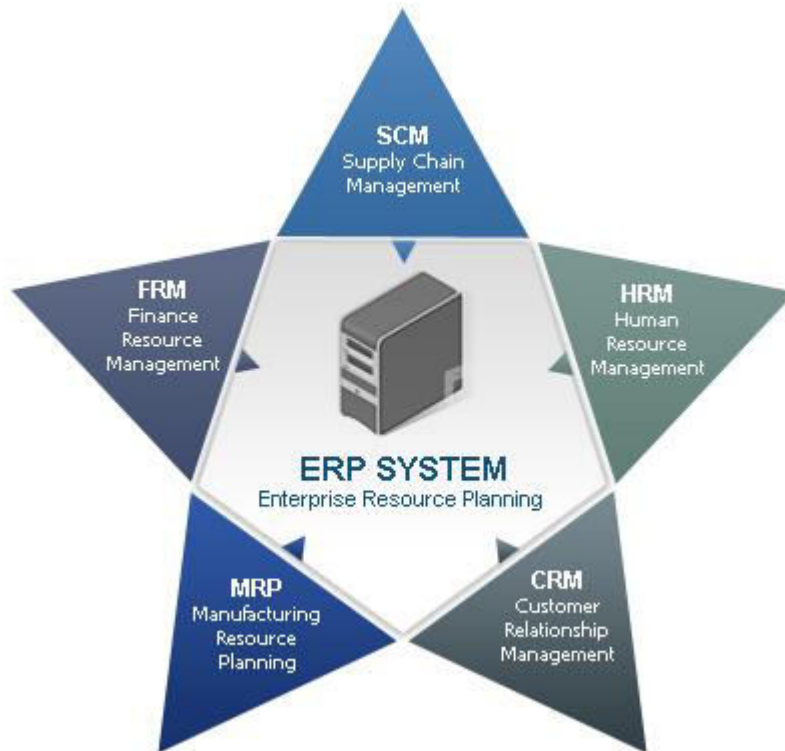 SCM
Supply Chain
Management
FRM
Finance
Resource
Management
HRM
Human
Resource
Management
ERP SYSTEM
Enterprise Resource Planning
MRP
Manufacturing
Resource
Planning
CRM
Customer
Relationship
Management